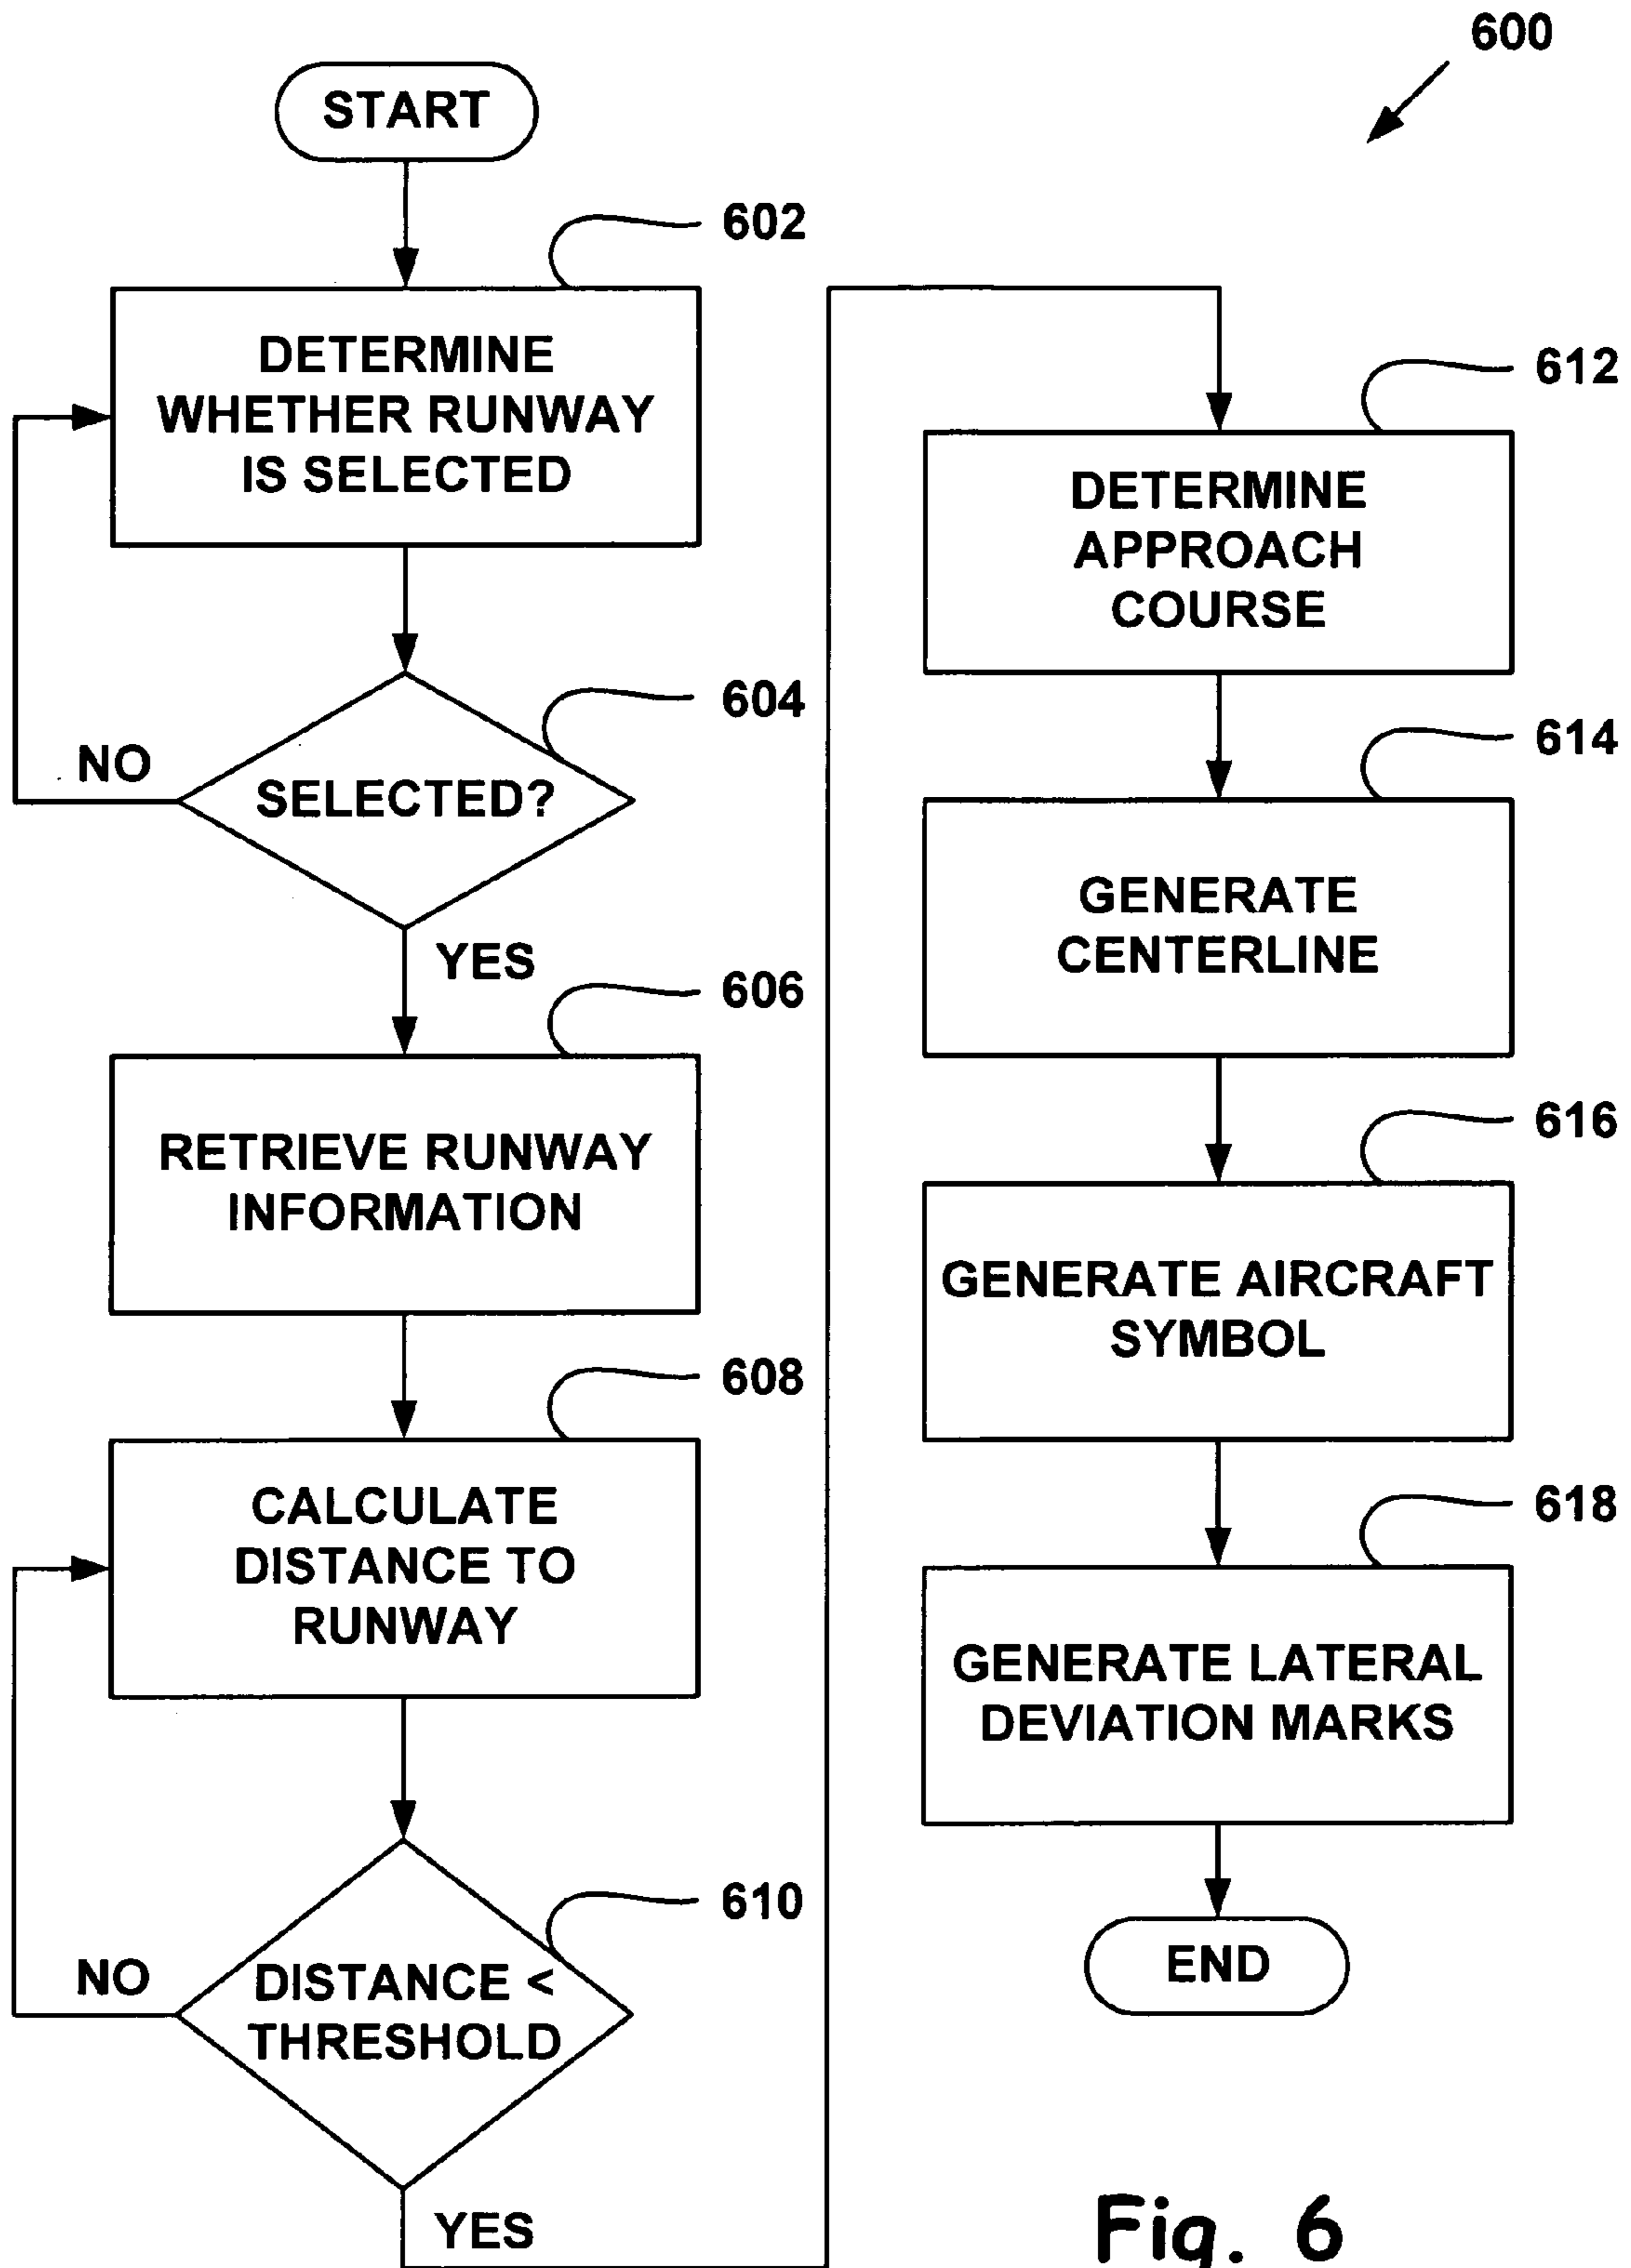 600
START
602
DETERMINE
WHETHER RUNWAY
IS SELECTED
604
NO
SELECTED?
YES
606
RETRIEVE RUNWAY
INFORMATION
608
CALCULATE
DISTANCE TO
RUNWAY
610
NO
DISTANCE <
THRESHOLD
YES
612
DETERMINE
APPROACH
COURSE
614
GENERATE
CENTERLINE
616
GENERATE AIRCRAFT
SYMBOL
618
GENERATE LATERAL
DEVIATION MARKS
END
Fig. 6